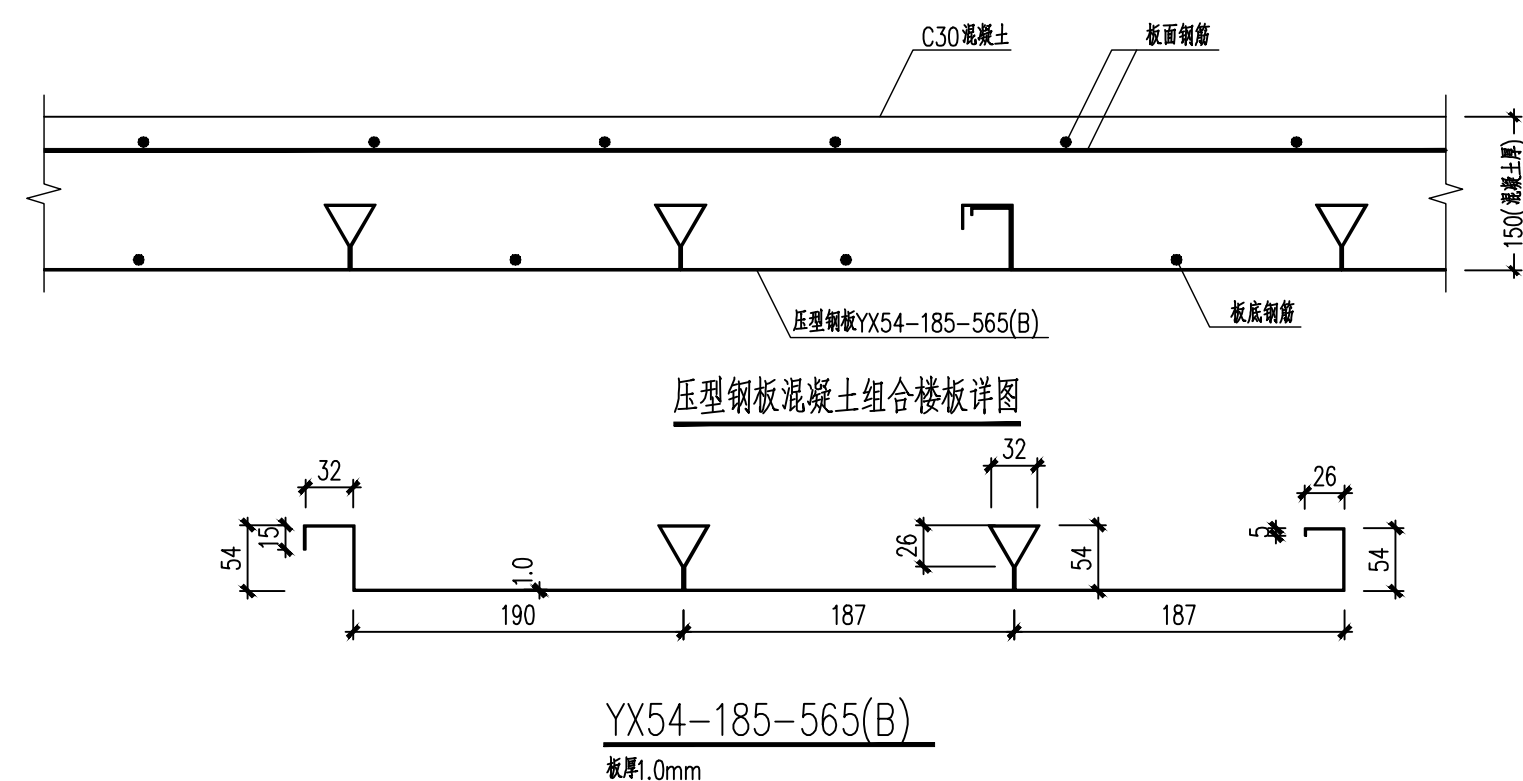 C30混凝土
板面钢筋
150(混凝土厚)
压型钢板YX54-185-565(B)
板底钢筋
压型钢板混凝土组合楼板详图
32
32
26
54
15
1.0
26
54
5
54
190
187
187
YX54-185-565(B)
板厚1.0mm